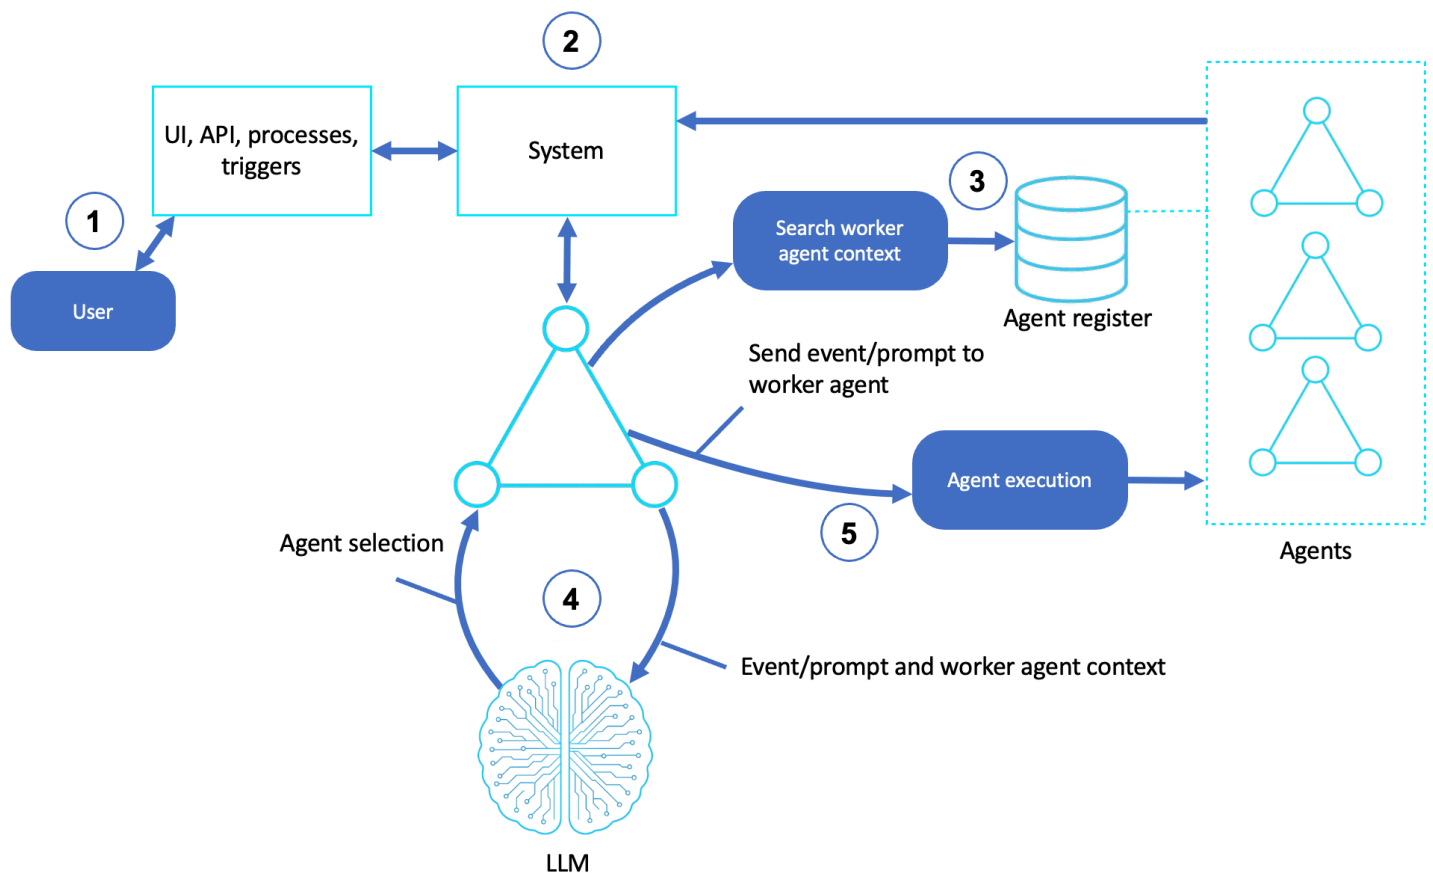 2
UI, API, processes,
triggers
System
1
User
3
Search worker
agent context
Agent register
Send event/prompt to
worker agent
Agent execution
5
Agents
Agent selection
4
Event/prompt and worker agent context
LLM